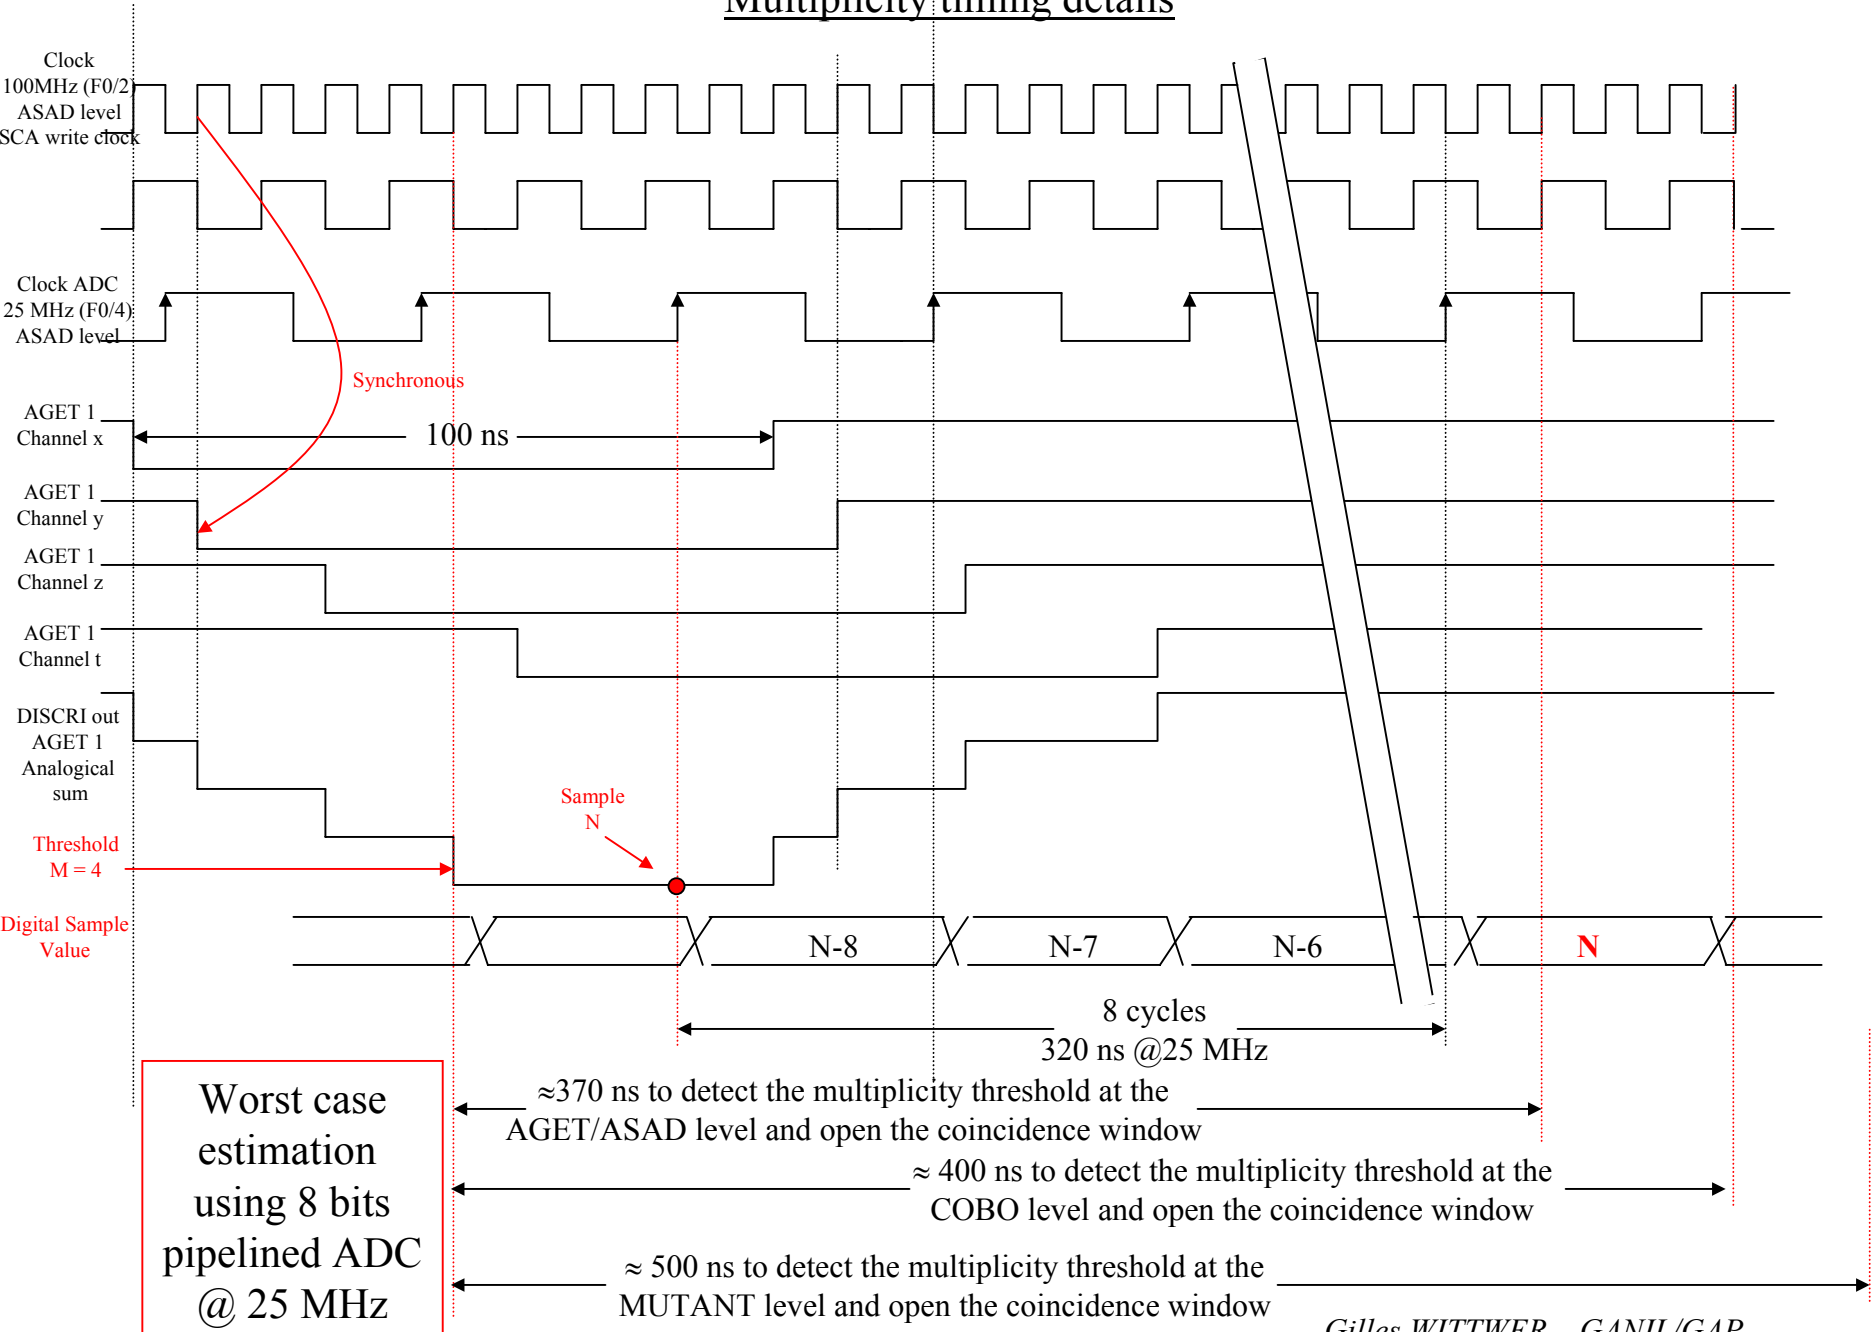 Multiplicity timing details
Clock
100MHz (F0/2)
ASAD level
SCA write clock
Clock ADC
25 MHz (F0/4)
ASAD level
Synchronous
AGET 1
Channel x
100 ns
AGET 1
Channel y
AGET 1
Channel z
AGET 1
Channel t
DISCRI out
AGET 1
Analogical
sum
Sample
N
Threshold
M = 4
Digital Sample
Value
N-8
N-7
N-6
N
8 cycles
320 ns @25 MHz
Worst case
estimation
using 8 bits
pipelined ADC
@ 25 MHz
≈370 ns to detect the multiplicity threshold at the
AGET/ASAD level and open the coincidence window
≈ 400 ns to detect the multiplicity threshold at the
COBO level and open the coincidence window
≈ 500 ns to detect the multiplicity threshold at the
MUTANT level and open the coincidence window
Gilles WITTWER – GANIL/GAP